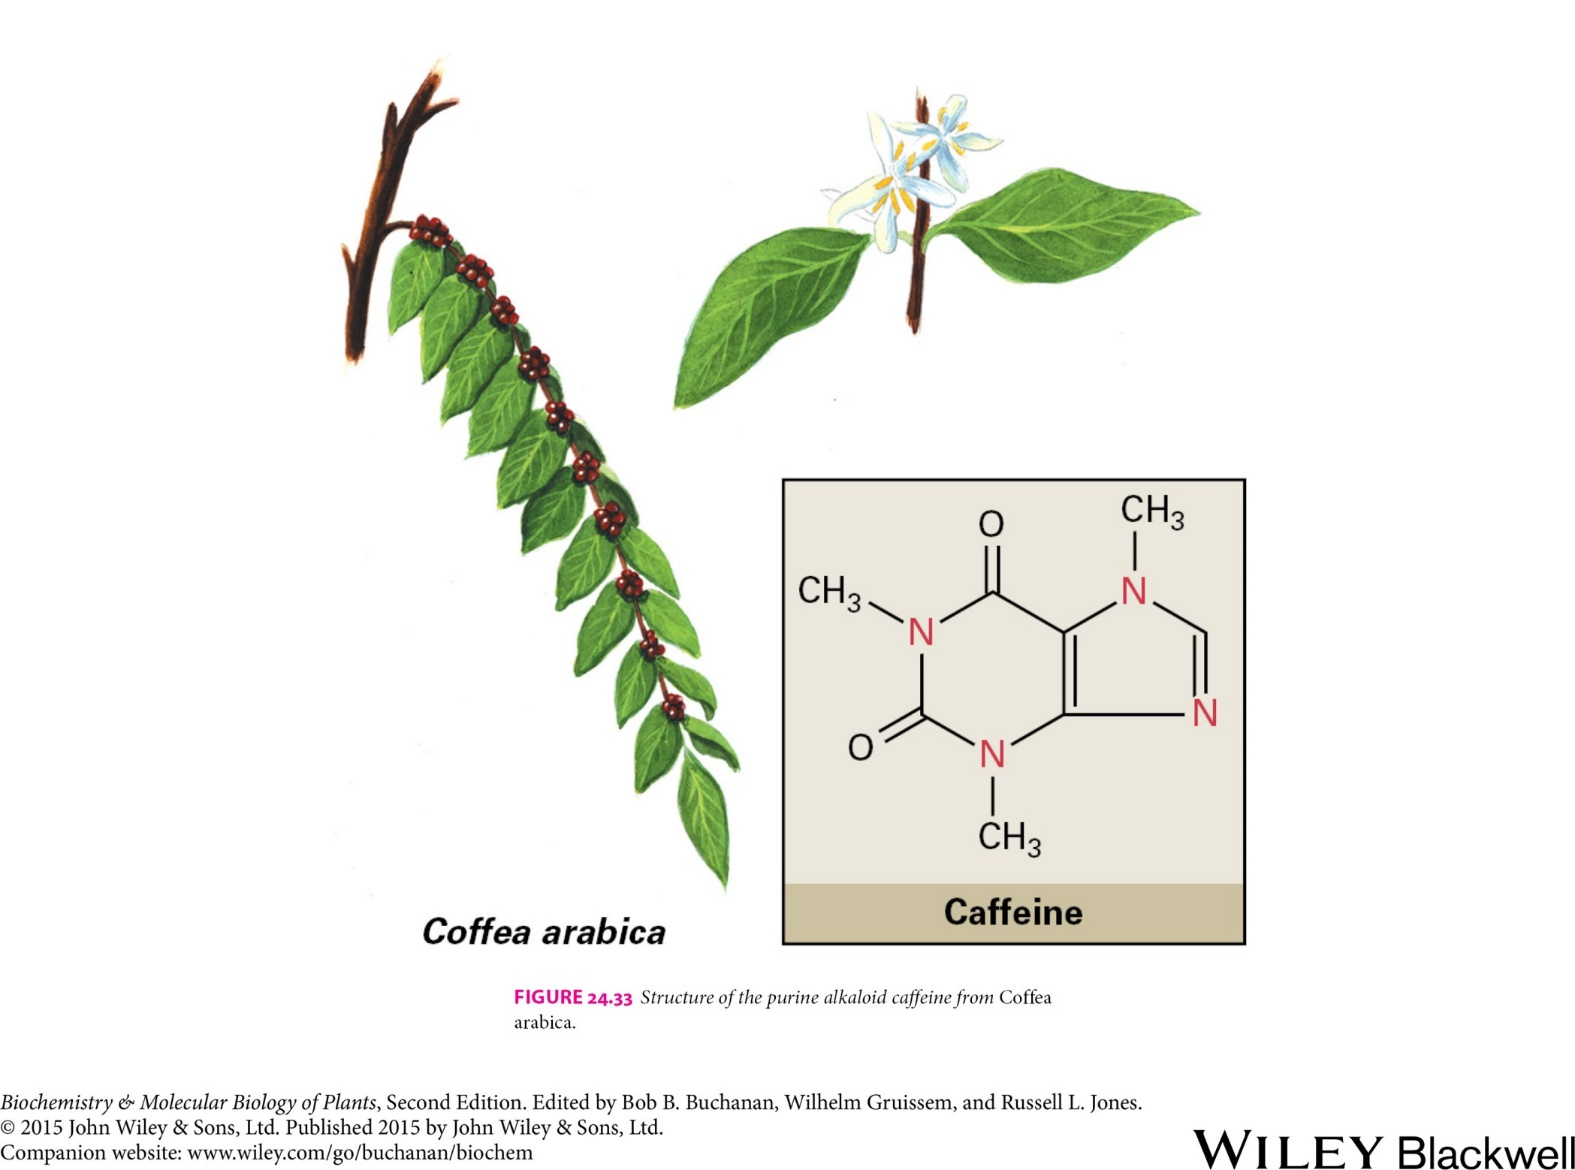 CH3
O
CH3
N
N
O
N
N
CH3
Caffeine
Coffea arabica
FIGURE 24.33 Structure of the purine alkaloid caffeine from Coffea
arabica.
Biochemistry & Molecular Biology of Plants, Second Edition. Edited by Bob B. Buchanan, Wilhelm Gruissem, and Russell L. Jones.
© 2015 John Wiley & Sons, Ltd. Published 2015 by John Wiley & Sons, Ltd.
Companion website: www.wiley.com/go/buchanan/biochem
WILEY Blackwell